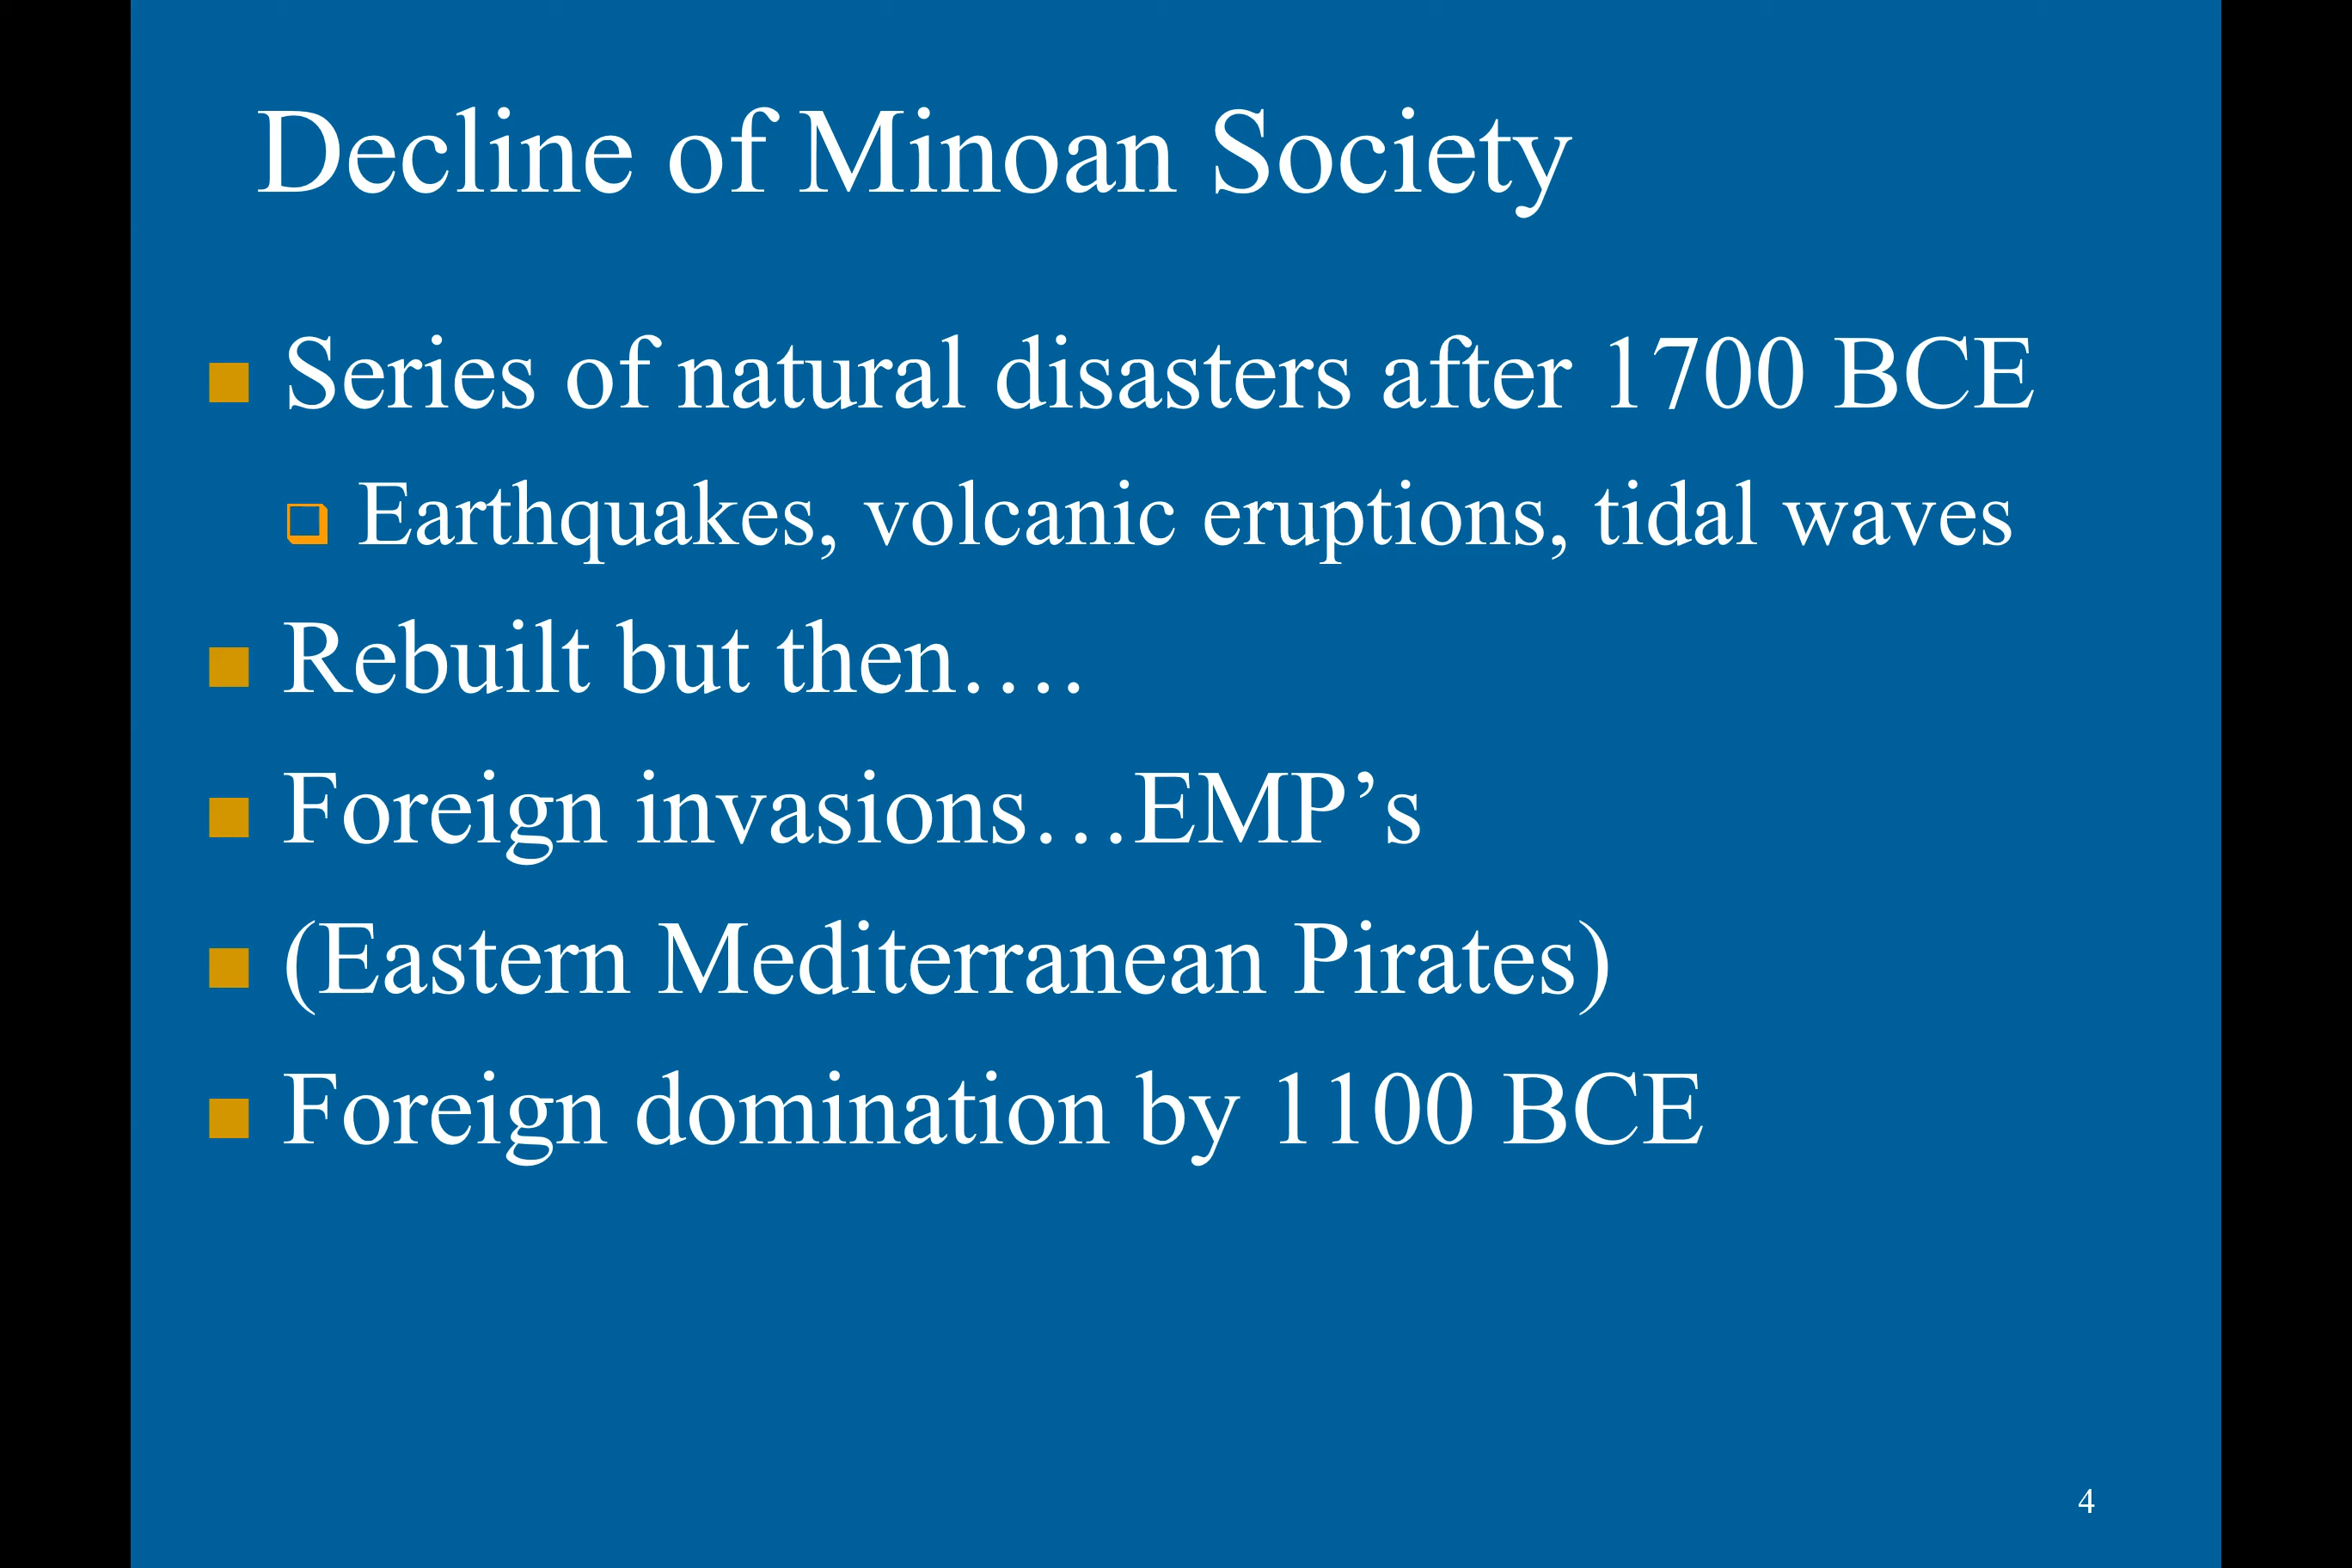 Decline of Minoan Society
Series of natural disasters after 1700 BCE
Earthquakes, volcanic eruptions, tidal waves
Rebuilt but then….
Foreign invasions…EMP’s
(Eastern Mediterranean Pirates)
Foreign domination by 1100 BCE
4